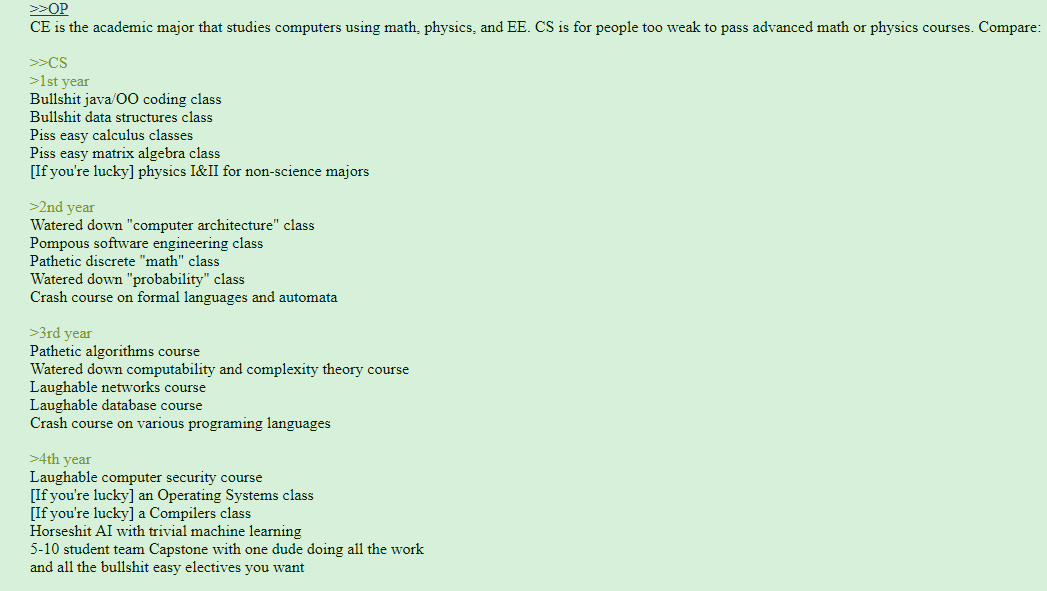 >>OP
CE is the academic major that studies computers using math, physics, and EE. CS is for people too weak to pass advanced math or physics courses. Compare:
>>CS
>1st year
Bullshit java/OO coding class
Bullshit data structures class
Piss easy calculus classes
Piss easy matrix algebra class
[If you're lucky] physics I&II for non-science majors
>2nd year
Watered down "computer architecture" class
Pompous software engineering class
Pathetic discrete "math" class
Watered down "probability" class
Crash course on formal languages and automata
>3rd year
Pathetic algorithms course
Watered down computability and complexity theory course
Laughable networks course
Laughable database course
Crash course on various programing languages
>4th year
Laughable computer security course
[If you're lucky] an Operating Systems class
[If you're lucky] a Compilers class
Horseshit AI with trivial machine learning
5-10 student team Capstone with one dude doing all the work
and all the bullshit easy electives you want